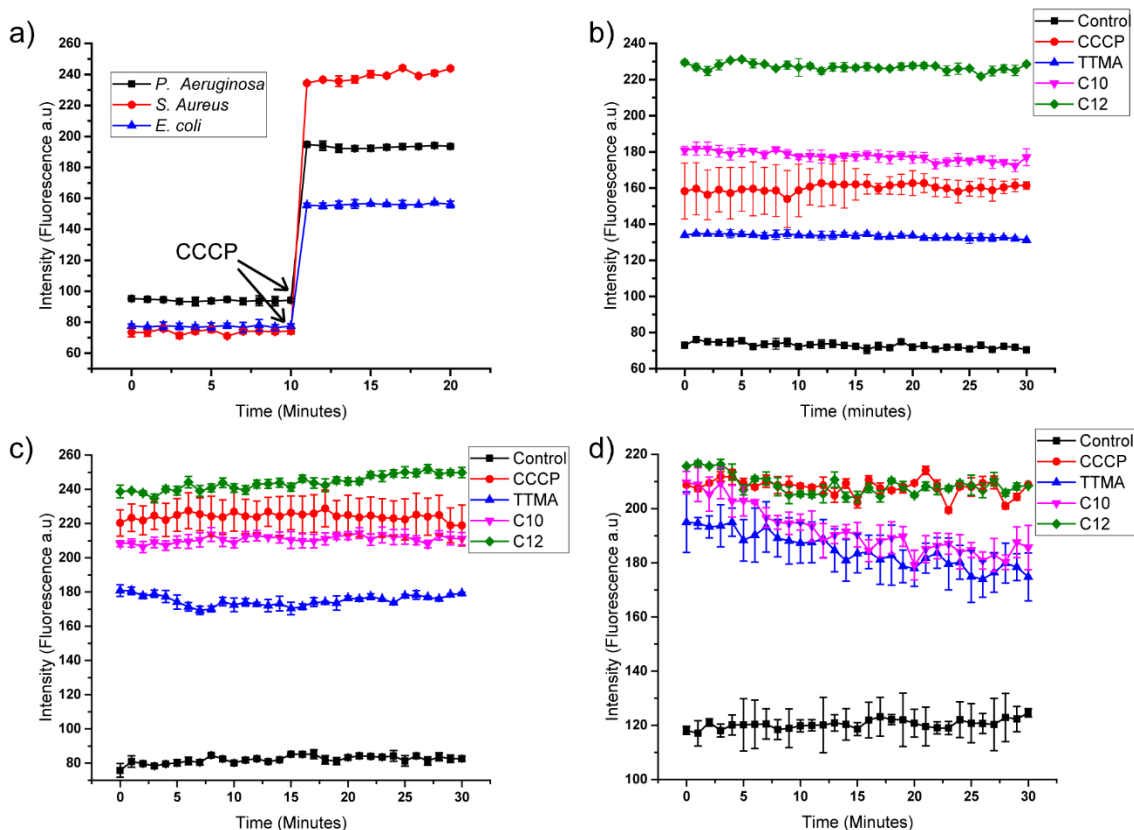 a)
260
240
220
200
180
160
140
120
100
80
60
Intensity (Fluorescence a.u)
P. Aeruginosa
S. Aureus
E. coli
CCCP
0 5 10 15 20
Time (Minutes)
b)
240
220
200
180
160
140
120
100
80
60
Intensity (Fluorescence a.u)
Control
CCCP
TTMA
C10
C12
0 5 10 15 20 25 30
Time (minutes)
c)
260
240
220
200
180
160
140
120
100
80
Intensity (Fluorescence a.u)
Control
CCCP
TTMA
C10
C12
0 5 10 15 20 25 30
Time (Minutes)
d)
220
200
180
160
140
120
100
Intensity (Fluorescence a.u)
Control
CCCP
TTMA
C10
C12
0 5 10 15 20 25 30
Time (Minutes)